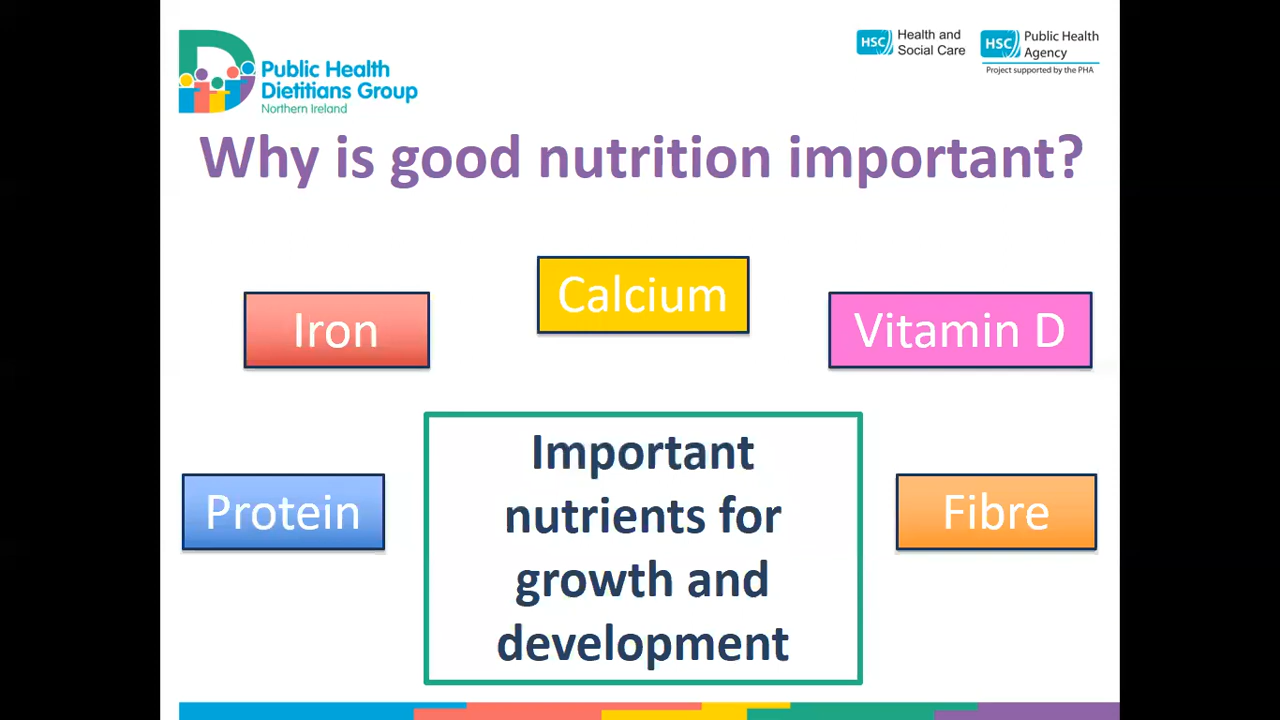 Public Health
Dietitians Group
Northern Ireland
HSC Health and
Social Care
HSC Public Health
Agency
Project supported by the PHA
Why is good nutrition important?
Iron
Calcium
Vitamin D
Protein
Important
nutrients for
growth and
development
Fibre